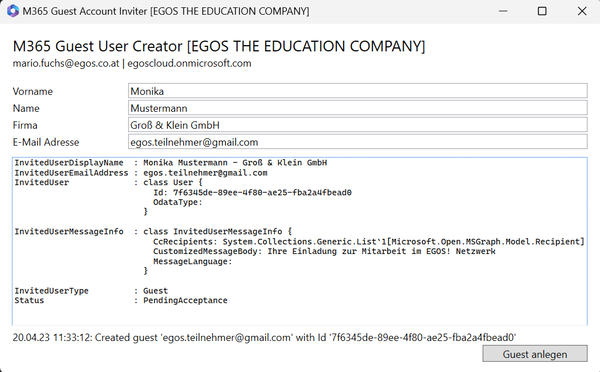 M365 Guest Account Inviter [EGOS THE EDUCATION COMPANY]
M365 Guest User Creator [EGOS THE EDUCATION COMPANY]
mario.fuchs@egos.co.at | egoscloud.onmicrosoft.com
Vorname Monika
Name Mustermann
Firma Groß & Klein GmbH
E-Mail Adresse egos.teilnehmer@gmail.com
InvitedUserDisplayName : Monika Mustermann - Groß & Klein GmbH
InvitedUserEmailAddress : egos.teilnehmer@gmail.com
InvitedUser : class User {
Id: 7f6345de-89ee-4f80-ae25-fba2a4fbead0
OdataType:
}
InvitedUserMessageInfo : class InvitedUserMessageInfo {
CcRecipients: System.Collections.Generic.List`1[Microsoft.Open.MSGraph.Model.Recipient]
CustomizedMessageBody: Ihre Einladung zur Mitarbeit im EGOS! Netzwerk
MessageLanguage:
}
InvitedUserType : Guest
Status : PendingAcceptance
20.04.23 11:33:12: Created guest 'egos.teilnehmer@gmail.com' with Id '7f6345de-89ee-4f80-ae25-fba2a4fbead0'
Guest anlegen